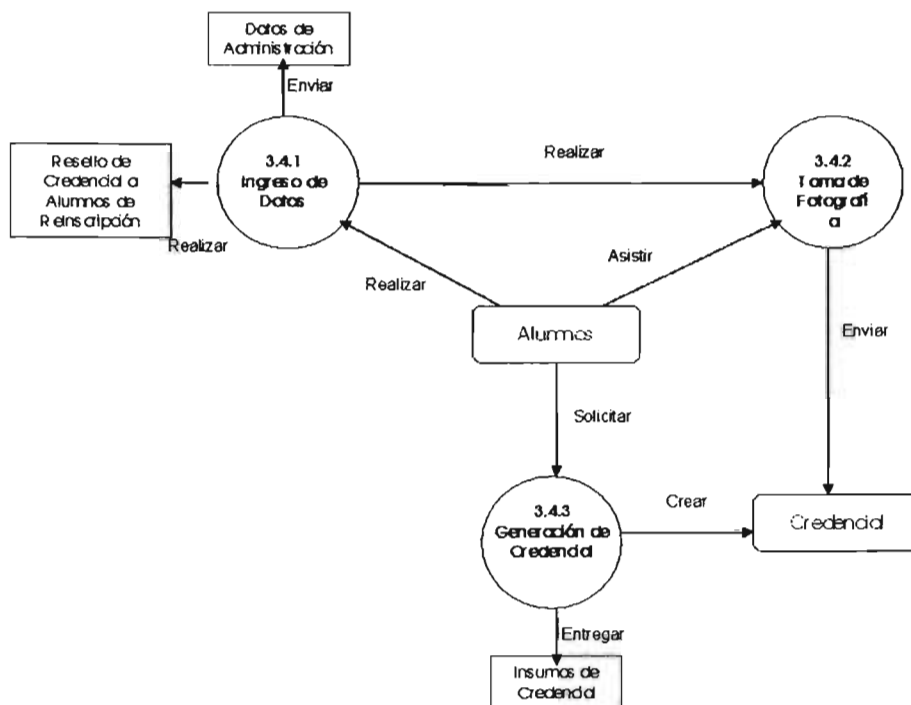 Datos de
Administración
Enviar
3.4.1
Ingreso de
Datos
Resello de
Credencial a
Alumnos de
Reinscripción
Realizar
Realizar
3.4.2
Toma de
Fotografí
a
Realizar
Asistir
Alumnos
Enviar
Solicitar
3.4.3
Generación de
Credencial
Crear
Credencial
Entregar
Insumos de
Credencial